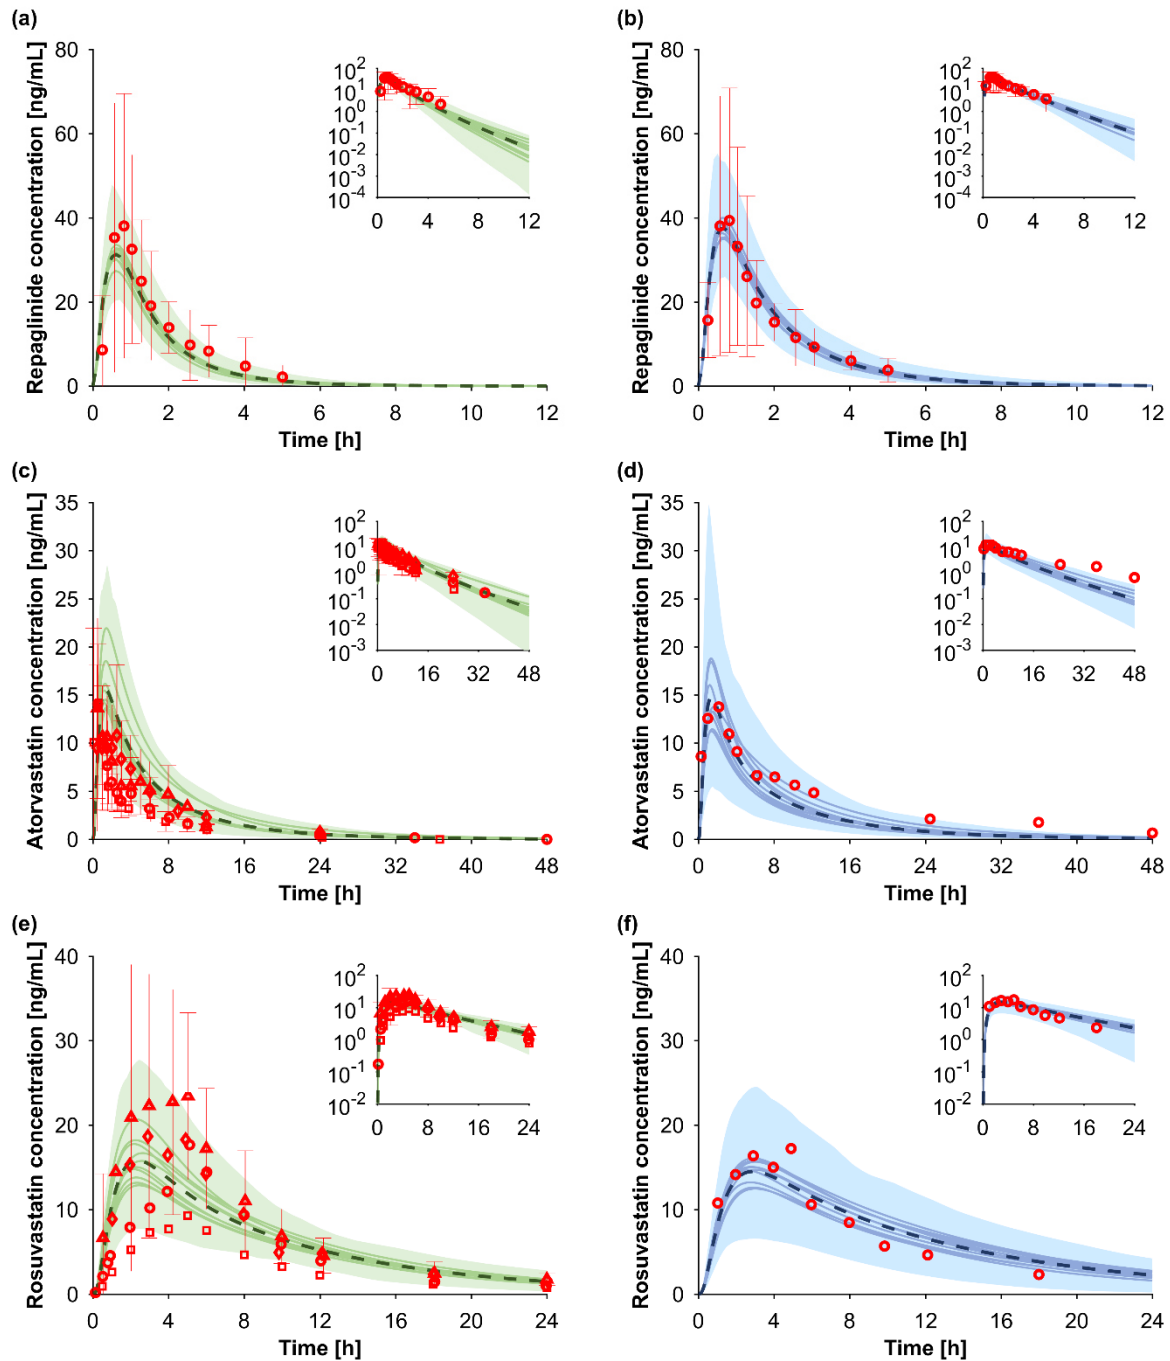 (a)
Repaglinide concentration [ng/mL]
80
60
40
20
0
0 2 4 6 8 10 12
Time [h]
10^2
10^1
10^0
10^-1
10^-2
10^-3
10^-4
0 4 8 12
(b)
Repaglinide concentration [ng/mL]
80
60
40
20
0
0 2 4 6 8 10 12
Time [h]
10^2
10^1
10^0
10^-1
10^-2
10^-3
10^-4
0 4 8 12
(c)
Atorvastatin concentration [ng/mL]
35
30
25
20
15
10
5
0
0 8 16 24 32 40 48
Time [h]
10^2
10^1
10^0
10^-1
10^-2
10^-3
0 16 32 48
(d)
Atorvastatin concentration [ng/mL]
35
30
25
20
15
10
5
0
0 8 16 24 32 40 48
Time [h]
10^2
10^1
10^0
10^-1
10^-2
10^-3
0 16 32 48
(e)
Rosuvastatin concentration [ng/mL]
40
30
20
10
0
0 4 8 12 16 20 24
Time [h]
10^2
10^1
10^0
10^-1
10^-2
0 8 16 24
(f)
Rosuvastatin concentration [ng/mL]
40
30
20
10
0
0 4 8 12 16 20 24
Time [h]
10^2
10^1
10^0
10^-1
10^-2
0 8 16 24